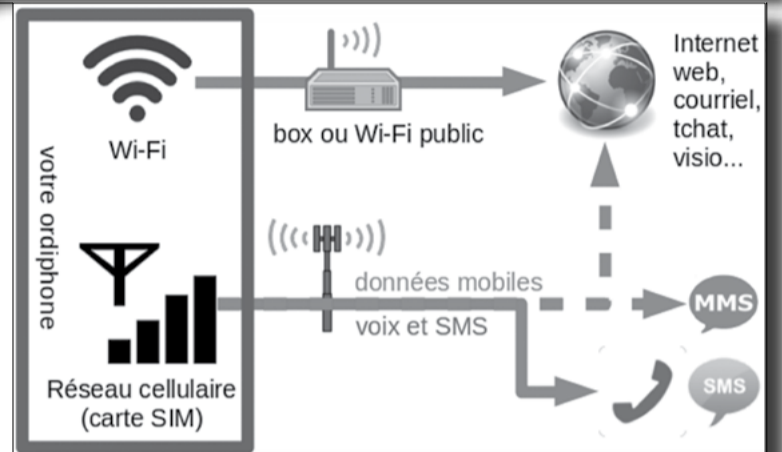 Internet
web,
courriel,
tchat,
visio...
Wi-Fi
box ou Wi-Fi public
votre ordiphone
données mobiles
MMS
voix et SMS
SMS
Réseau cellulaire
(carte SIM)